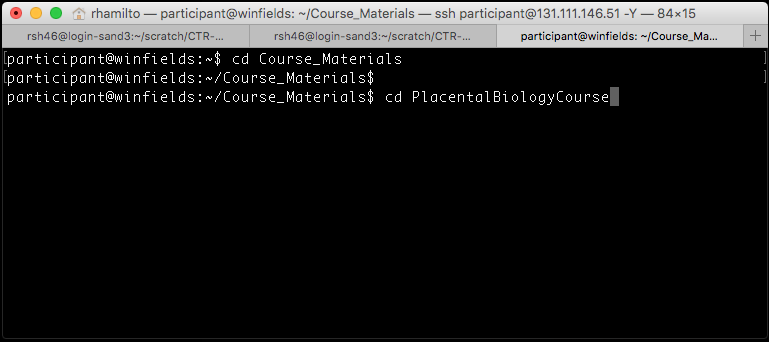 rhamilto — participant@winfields: ~/Course_Materials — ssh participant@131.111.146.51 -Y — 84×15
rsh46@login-sand3:~/scratch/CTR-...
rsh46@login-sand3:~/scratch/CTR-...
participant@winfields: ~/Course_Ma...
[participant@winfields:~$ cd Course_Materials ]
[participant@winfields:~/Course_Materials$ ]
participant@winfields:~/Course_Materials$ cd PlacentalBiologyCourse